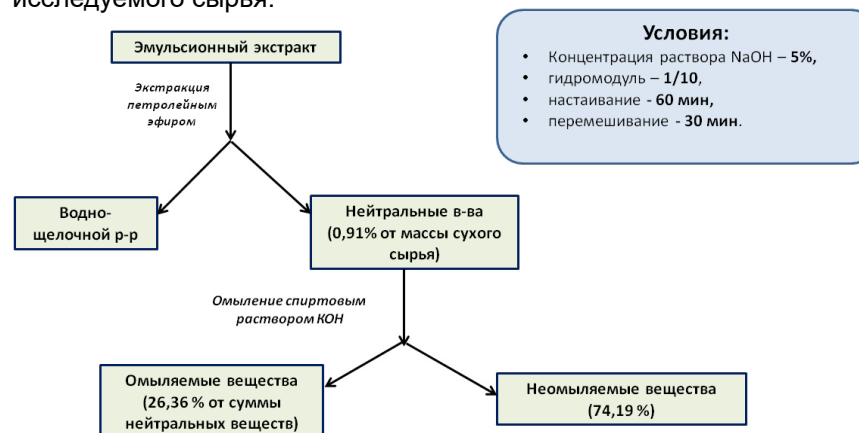 исследуемого сырья.
Эмульсионный экстракт
Экстракция
петролейным
эфиром
Условия:
• Концентрация раствора NaOH – 5%,
• гидромодуль – 1/10,
• настаивание - 60 мин,
• перемешивание - 30 мин.
Водно-
щелочной р-р
Нейтральные в-ва
(0,91% от массы сухого
сырья)
Омыление спиртовым
раствором КОН
Омыляемые вещества
(26,36 % от суммы
нейтральных веществ)
Неомыляемые вещества
(74,19 %)